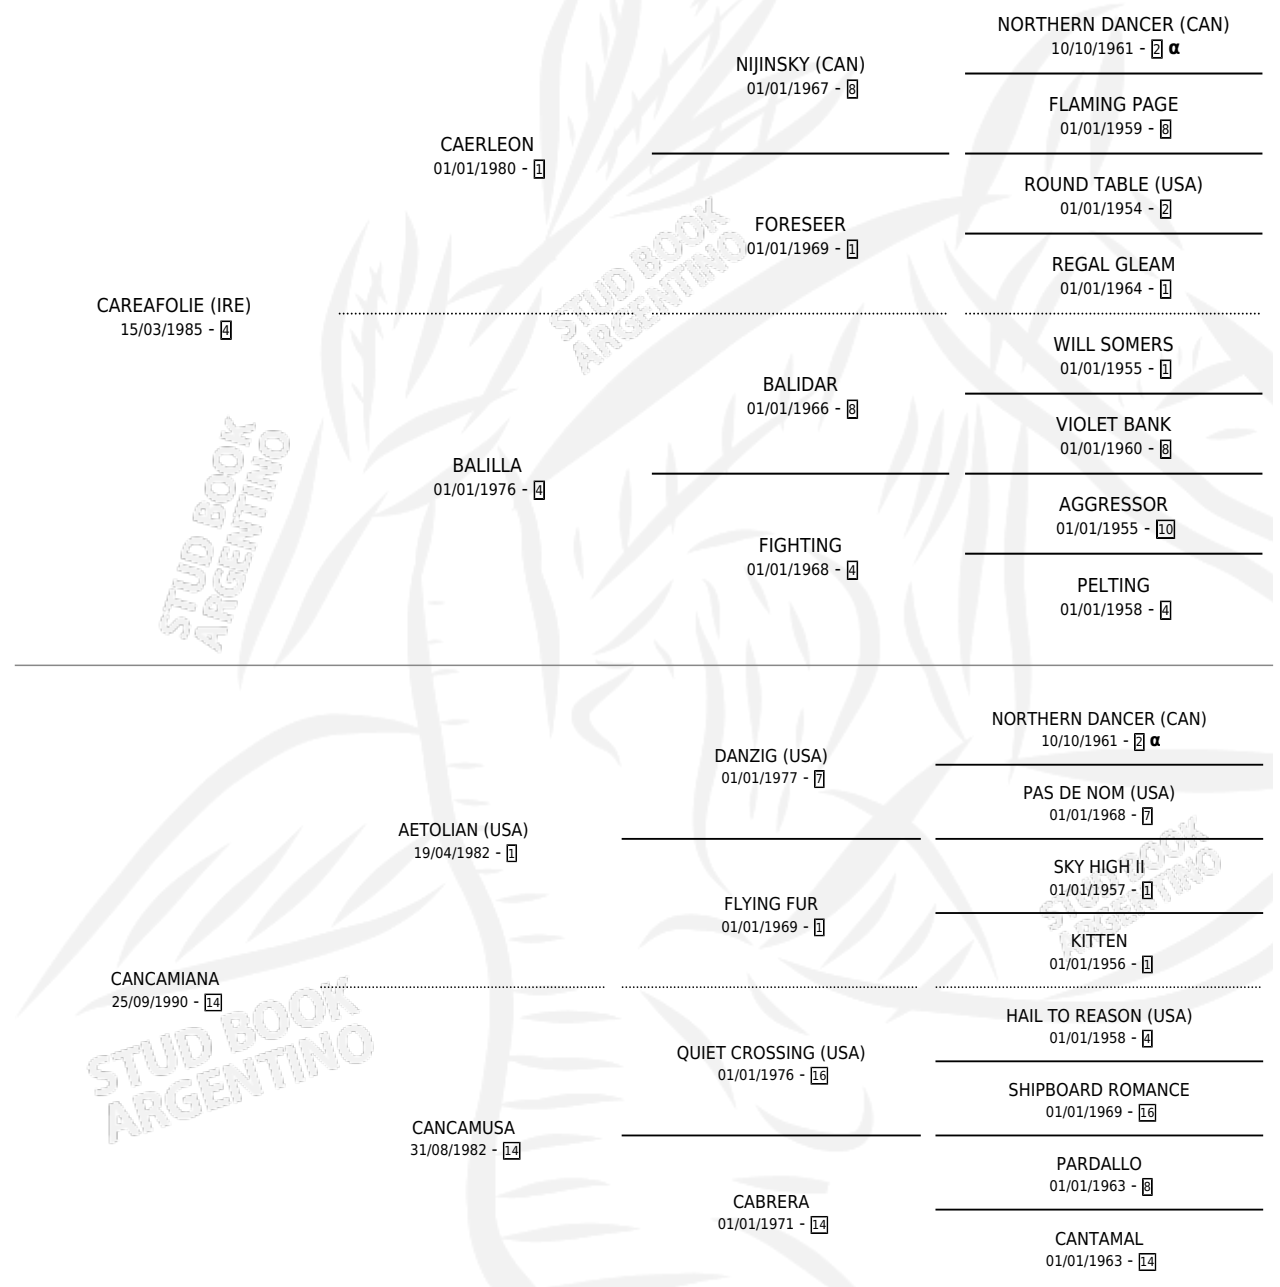 NORTHERN DANCER (CAN)
10/10/1961 - 2 α
NIJINSKY (CAN)
01/01/1967 - 8
FLAMING PAGE
01/01/1959 - 8
CAERLEON
01/01/1980 - 1
ROUND TABLE (USA)
01/01/1954 - 2
FORESEER
01/01/1969 - 1
REGAL GLEAM
01/01/1964 - 1
CAREAFOLIE (IRE)
15/03/1985 - 4
WILL SOMERS
01/01/1955 - 1
BALIDAR
01/01/1966 - 8
VIOLET BANK
01/01/1960 - 8
BALILLA
01/01/1976 - 4
AGGRESSOR
01/01/1955 - 10
FIGHTING
01/01/1968 - 4
PELTING
01/01/1958 - 4
NORTHERN DANCER (CAN)
10/10/1961 - 2 α
DANZIG (USA)
01/01/1977 - 7
PAS DE NOM (USA)
01/01/1968 - 7
AETOLIAN (USA)
19/04/1982 - 1
SKY HIGH II
01/01/1957 - 1
FLYING FUR
01/01/1969 - 1
KITTEN
01/01/1956 - 1
CANCAMIANA
25/09/1990 - 14
HAIL TO REASON (USA)
01/01/1958 - 4
QUIET CROSSING (USA)
01/01/1976 - 16
SHIPBOARD ROMANCE
01/01/1969 - 16
CANCAMUSA
31/08/1982 - 14
PARDALLO
01/01/1963 - 8
CABRERA
01/01/1971 - 14
CANTAMAL
01/01/1963 - 14
STUD BOOK
ARGENTINO
STUD BOOK
ARGENTINO
STUD BOOK
ARGENTINO
STUD BOOK
ARGENTINO